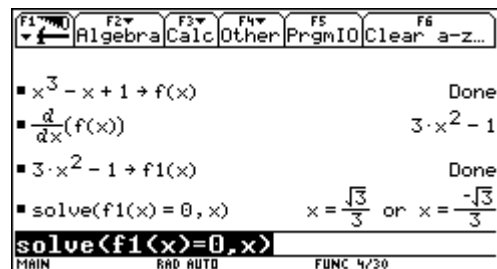 F1 F2 Algebra F3 Calc F4 Other F5 PrgmIO F6 Clear a-z…
▪ x³ - x + 1 → f(x) Done
▪ d/dx(f(x)) 3·x² - 1
▪ 3·x² - 1 → f1(x) Done
▪ solve(f1(x) = 0, x) x = √3/3 or x = -√3/3
solve(f1(x)=0,x)
MAIN RAD AUTO FUNC 4/30